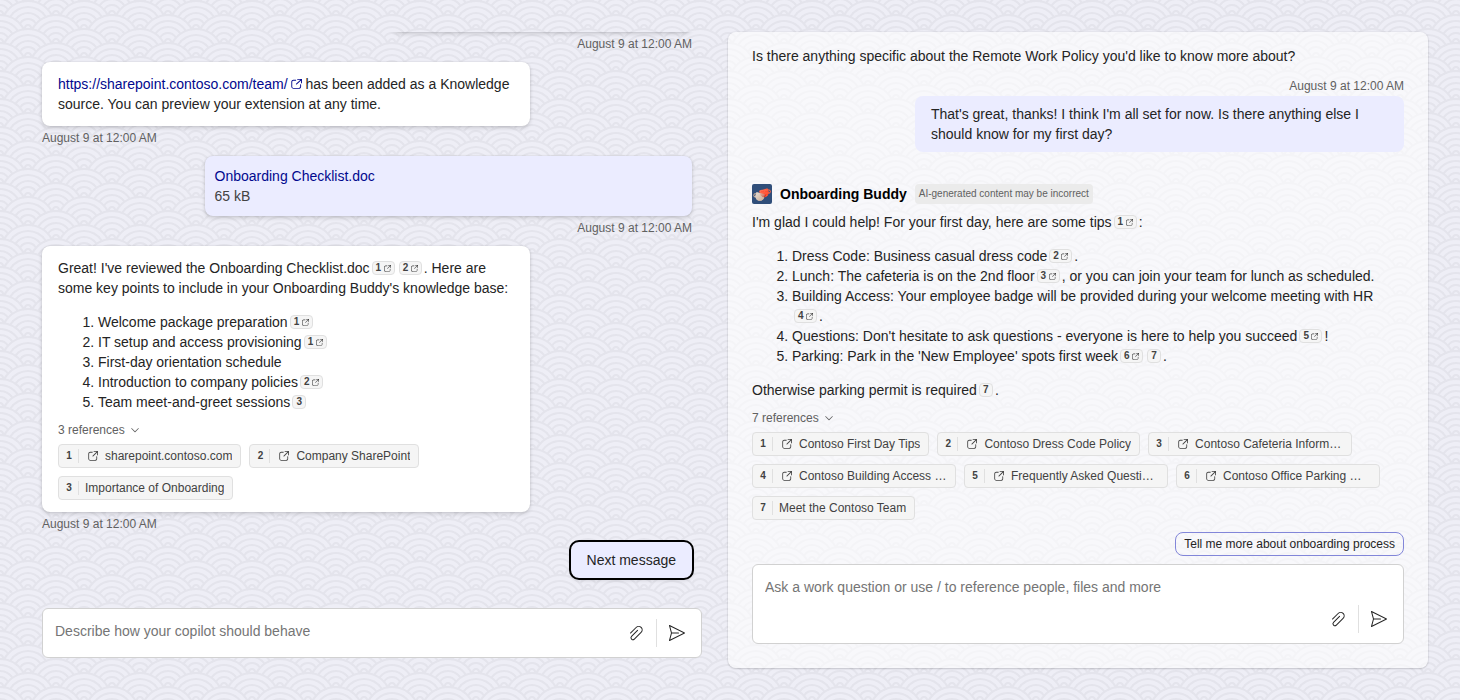 August 9 at 12:00 AM
https://sharepoint.contoso.com/team/ has been added as a Knowledge
source. You can preview your extension at any time.
August 9 at 12:00 AM
Onboarding Checklist.doc
65 kB
August 9 at 12:00 AM
Great! I've reviewed the Onboarding Checklist.doc 1 2 . Here are
some key points to include in your Onboarding Buddy's knowledge base:
1. Welcome package preparation 1
2. IT setup and access provisioning 1
3. First-day orientation schedule
4. Introduction to company policies 2
5. Team meet-and-greet sessions 3
3 references
1 sharepoint.contoso.com 2 Company SharePoint
3 Importance of Onboarding
August 9 at 12:00 AM
Next message
Describe how your copilot should behave
Is there anything specific about the Remote Work Policy you'd like to know more about?
August 9 at 12:00 AM
That's great, thanks! I think I'm all set for now. Is there anything else I
should know for my first day?
Onboarding Buddy AI-generated content may be incorrect
I'm glad I could help! For your first day, here are some tips 1 :
1. Dress Code: Business casual dress code 2 .
2. Lunch: The cafeteria is on the 2nd floor 3 , or you can join your team for lunch as scheduled.
3. Building Access: Your employee badge will be provided during your welcome meeting with HR
4 .
4. Questions: Don't hesitate to ask questions - everyone is here to help you succeed 5 !
5. Parking: Park in the 'New Employee' spots first week 6 7 .
Otherwise parking permit is required 7 .
7 references
1 Contoso First Day Tips 2 Contoso Dress Code Policy 3 Contoso Cafeteria Inform…
4 Contoso Building Access … 5 Frequently Asked Questi… 6 Contoso Office Parking …
7 Meet the Contoso Team
Tell me more about onboarding process
Ask a work question or use / to reference people, files and more